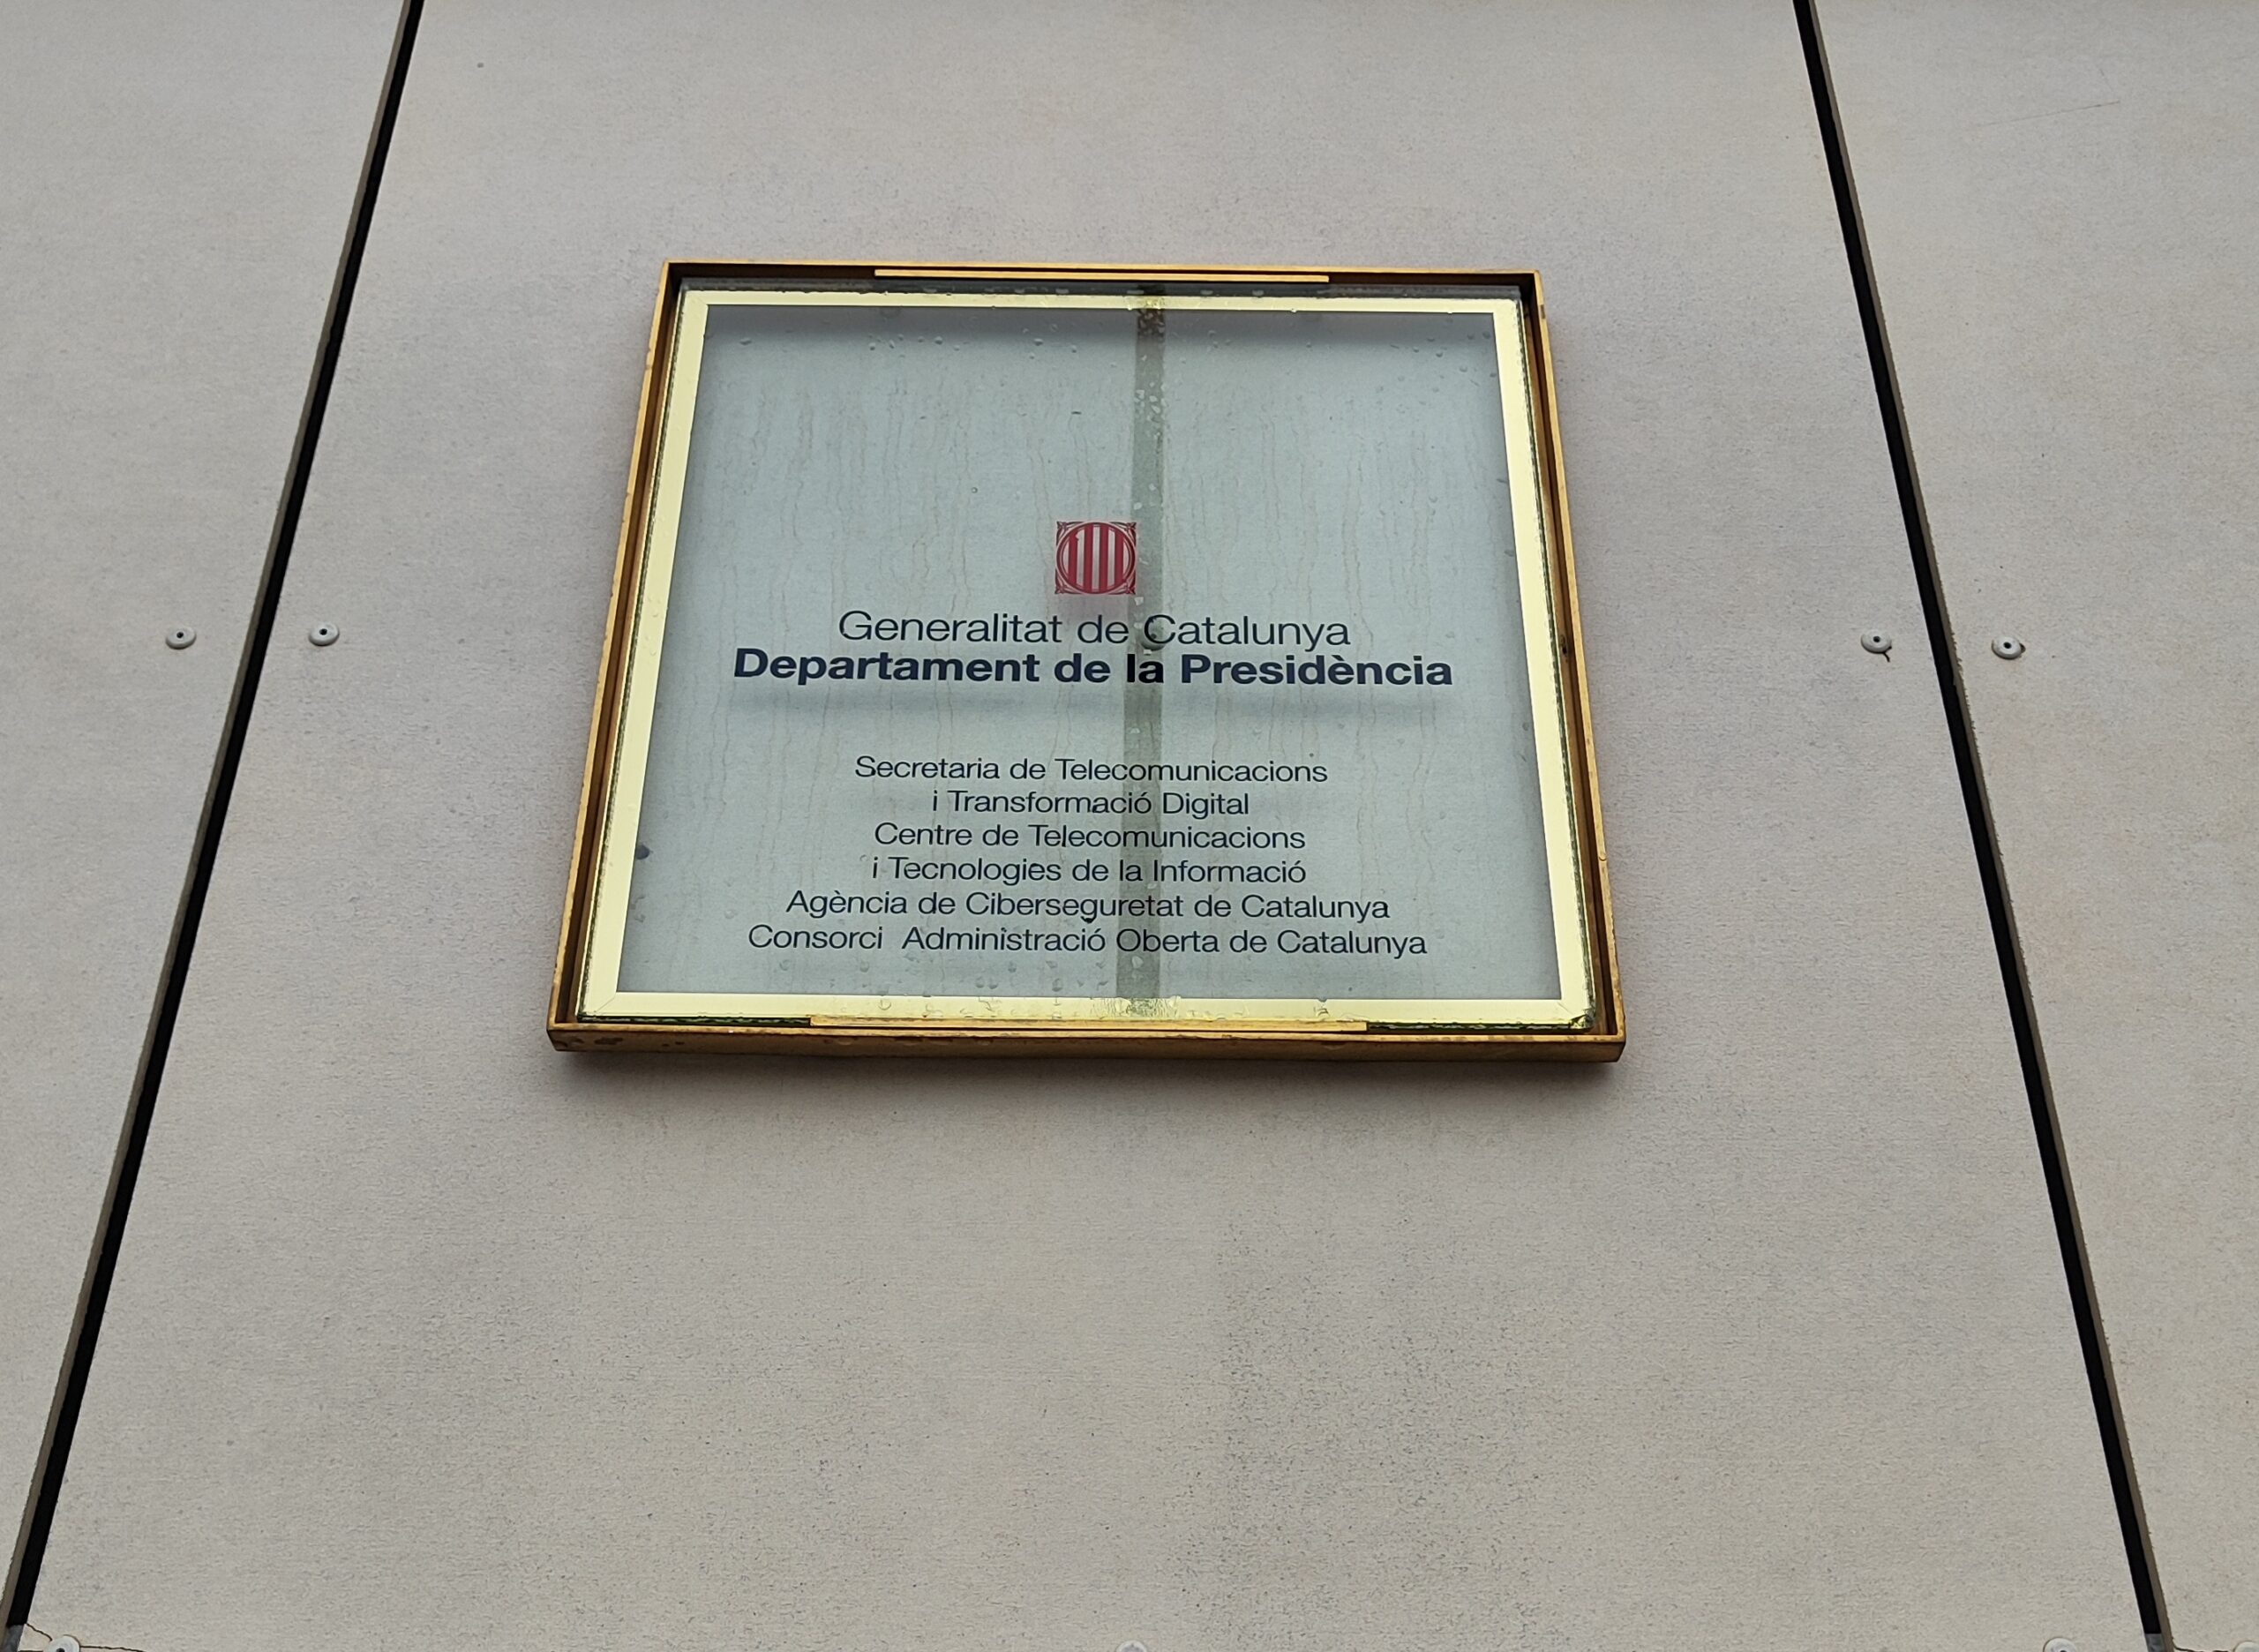 Generalitat de Catalunya
Departament de la Presidència
Secretaria de Telecomunicacions
i Transformació Digital
Centre de Telecomunicacions
i Tecnologies de la Informació
Agència de Ciberseguretat de Catalunya
Consorci Administració Oberta de Catalunya